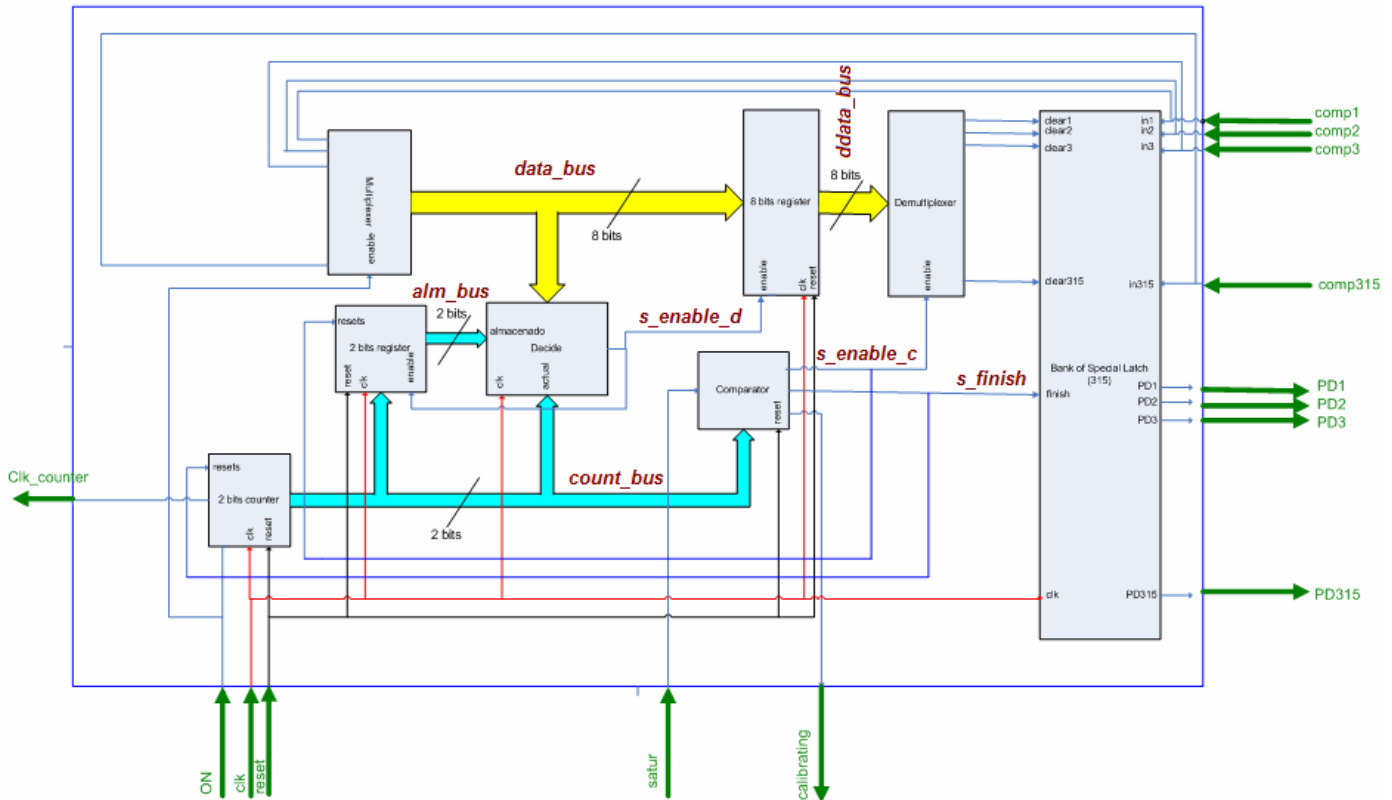 ddata_bus
comp1
comp2
comp3
clear1
clear2
clear3
in1
in2
in3
data_bus
8 bits
Multiplexer
enable
8 bits register
Demultiplexer
8 bits
enable
clk
reset
enable
clear315
in315
comp315
alm_bus
2 bits
s_enable_d
resets
2 bits register
reset
clk
enable
almacenado
Decide
clk
actual
s_enable_c
s_finish
Comparator
reset
Bank of Special Latch
(315)
finish
PD1
PD2
PD3
PD1
PD2
PD3
Clk_counter
resets
2 bits counter
clk
reset
count_bus
2 bits
clk
PD315
PD315
ON
clk
reset
satur
calibrating